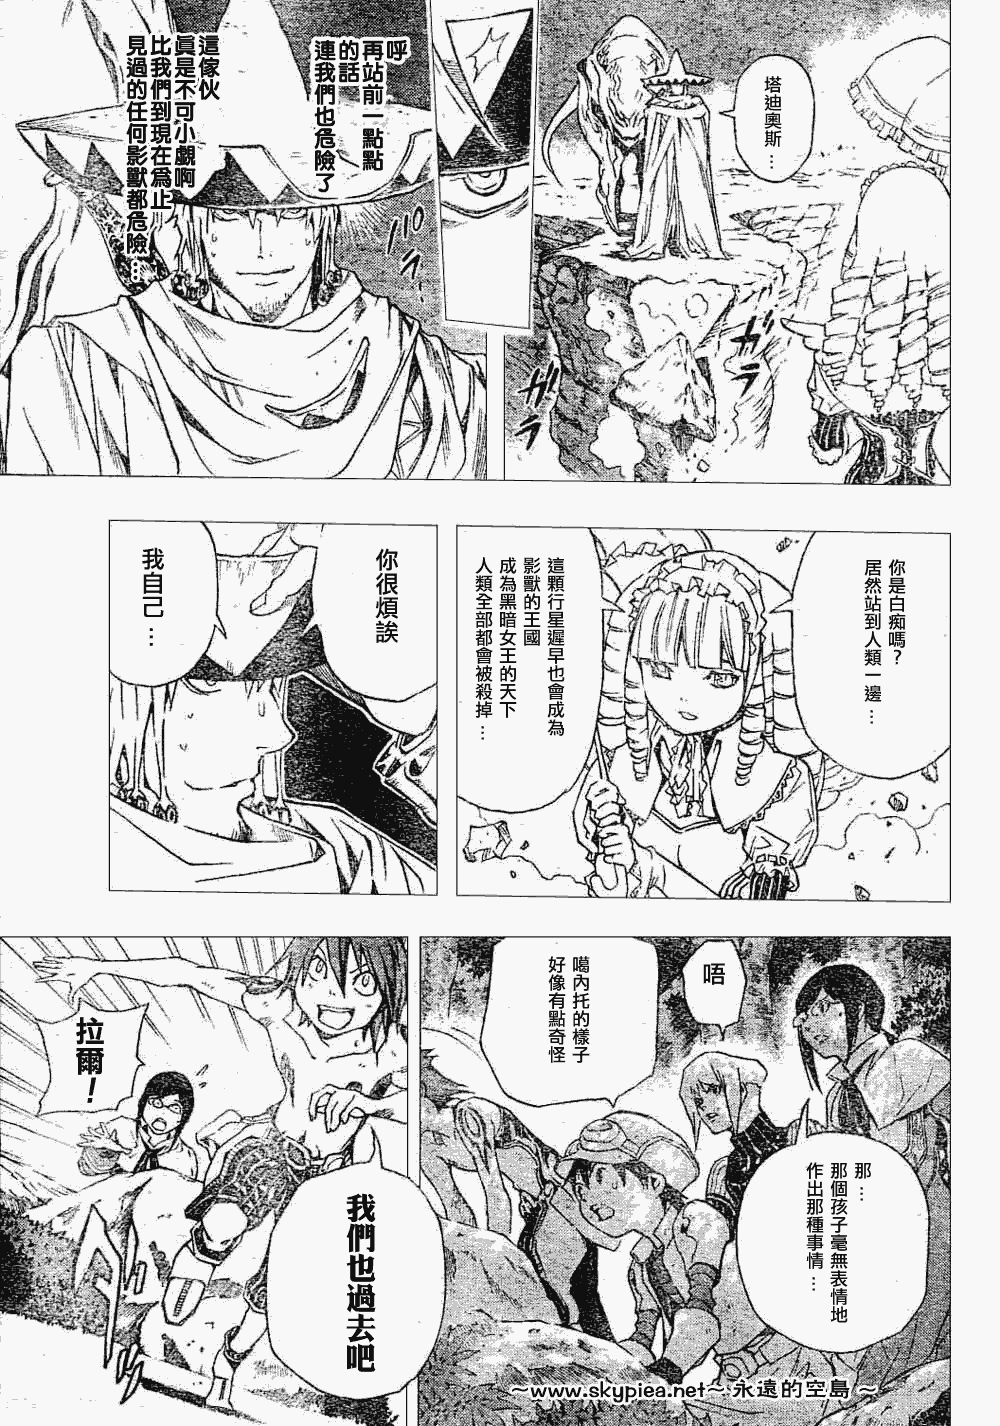 塔迪奧斯…
呼
再站前一點點
的話
連我們也危險了
這傢伙
眞是不可小覷啊
比我們到現在為止
見過的任何影獸都危險…
你是白痴嗎?
居然站到人類一邊…
這顆行星遲早也會成為
影獸的王國
成為黑暗女王的天下
人類全部都會被殺掉…
你很煩誒
我自己…
唔
噶內托的樣子
好像有點奇怪
那…
那個孩子毫無表情地
作出那種事情…
拉爾!
我們也過去吧
~www.skypiea.net~永遠的空島 ~